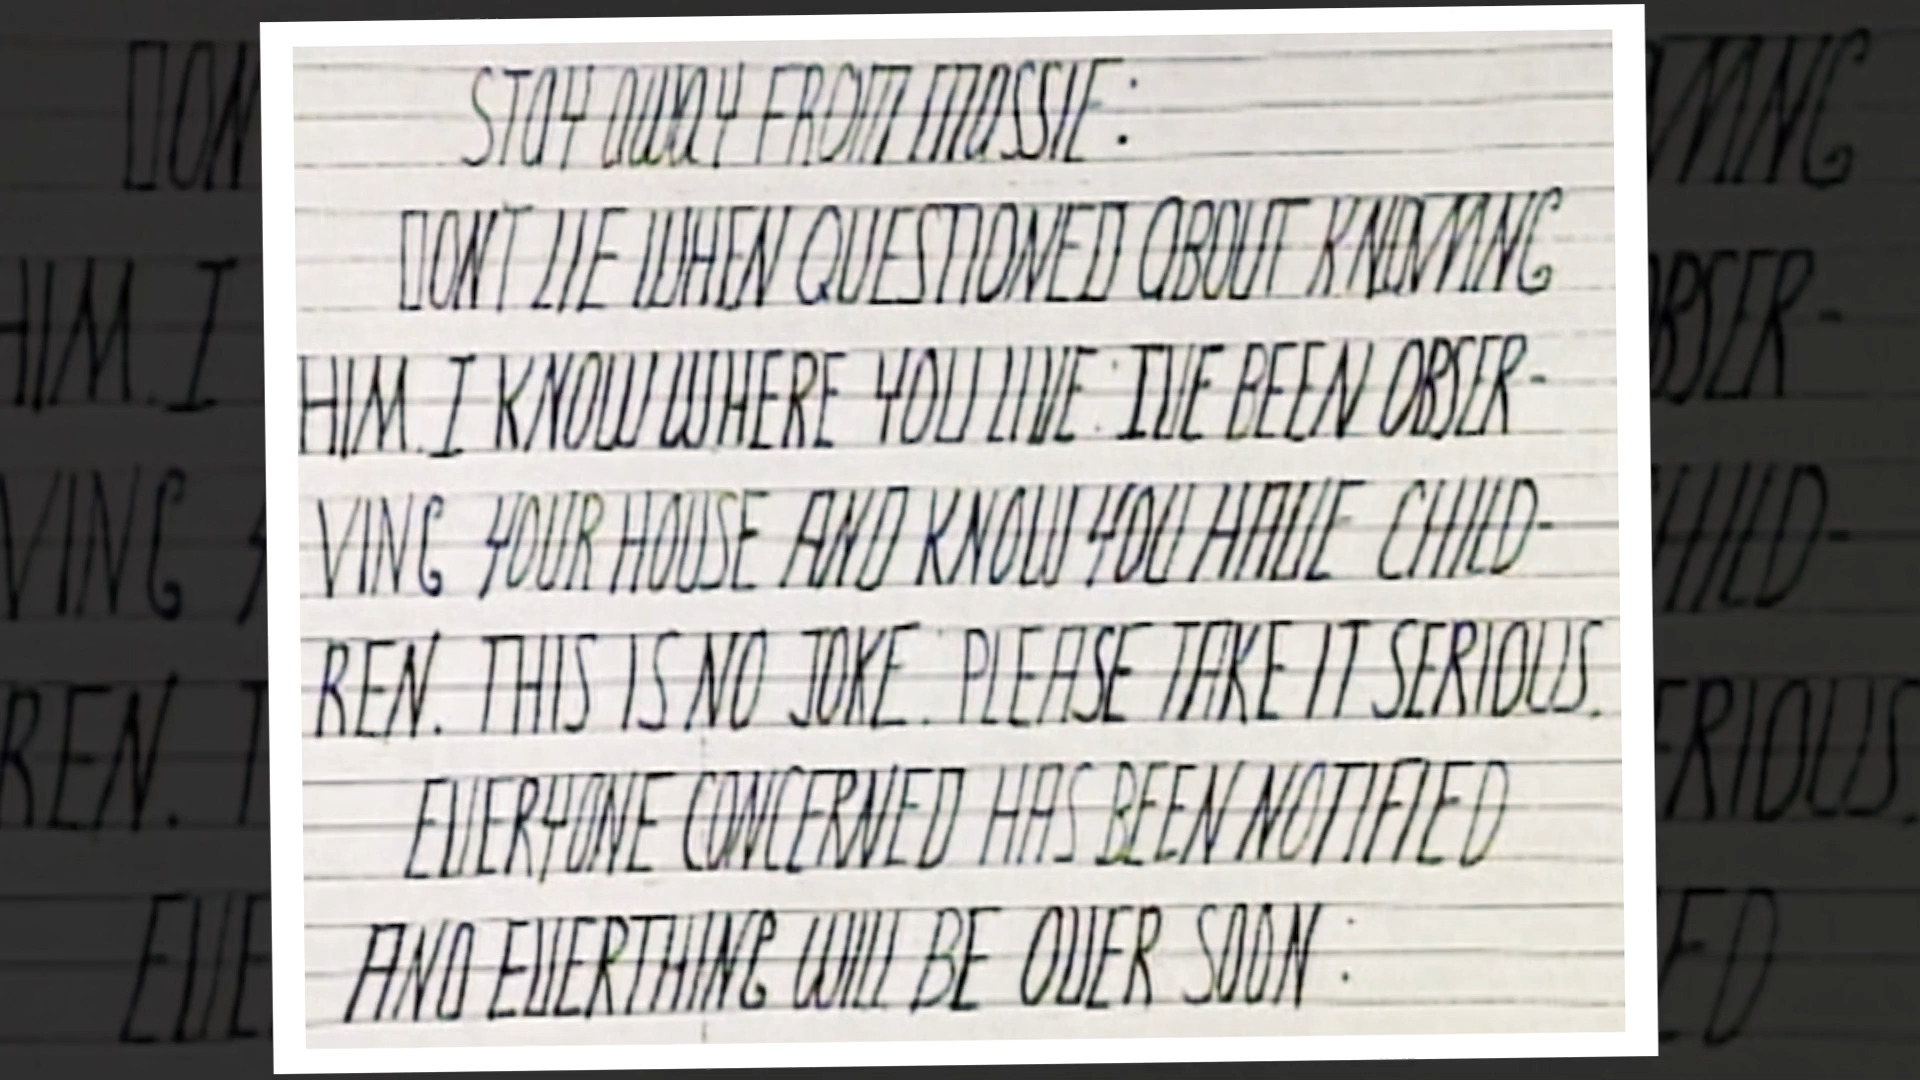 STAY AWAY FROM MASSIE:
DON'T LIE WHEN QUESTIONED ABOUT KNOWING
HIM. I KNOW WHERE YOU LIVE: I'VE BEEN OBSER-
VING YOUR HOUSE AND KNOW YOU HAVE CHILD-
REN. THIS IS NO JOKE. PLEASE TAKE IT SERIOUS.
EVERYONE CONCERNED HAS BEEN NOTIFIED
AND EVERTHING WILL BE OVER SOON: